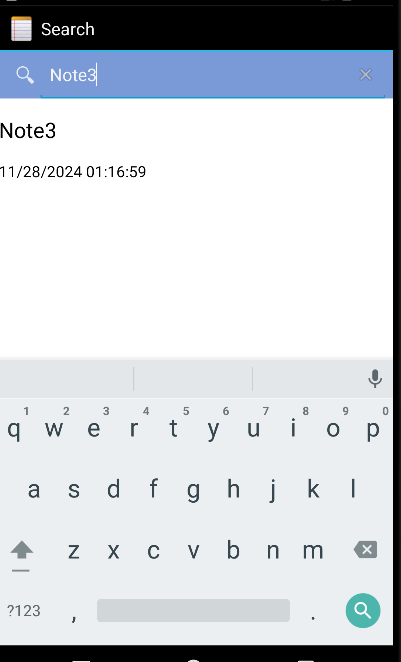 Search
Note3
Note3
11/28/2024 01:16:59
1 2 3 4 5 6 7 8 9 0
q w e r t y u i o p
a s d f g h j k l
z x c v b n m
?123 , .